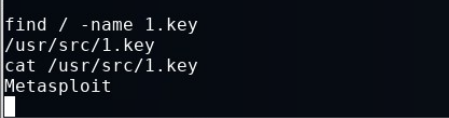 find / -name 1.key
/usr/src/1.key
cat /usr/src/1.key
Metasploit